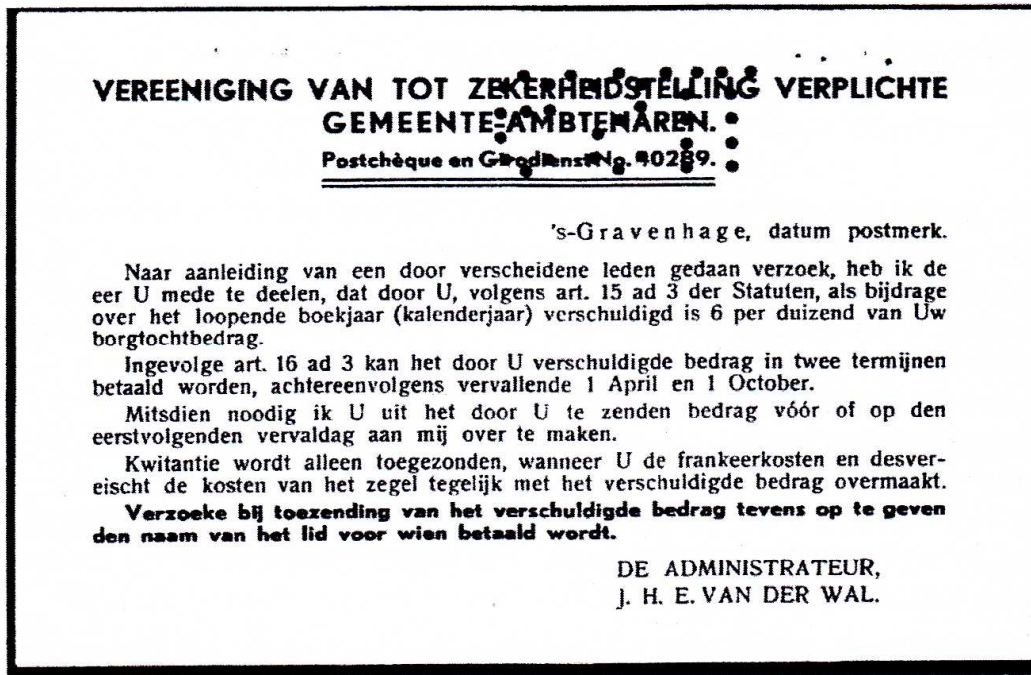 VEREENIGING VAN TOT ZEKERHEIDSTELLING VERPLICHTE
GEMEENTE-AMBTENAREN.
Postchèque en Girodienst No. 40289.
's-Gravenhage, datum postmerk.
Naar aanleiding van een door verscheidene leden gedaan verzoek, heb ik de
eer U mede te deelen, dat door U, volgens art. 15 ad 3 der Statuten, als bijdrage
over het loopende boekjaar (kalenderjaar) verschuldigd is 6 per duizend van Uw
borgtochtbedrag.
Ingevolge art. 16 ad 3 kan het door U verschuldigde bedrag in twee termijnen
betaald worden, achtereenvolgens vervallende 1 April en 1 October.
Mitsdien noodig ik U uit het door U te zenden bedrag vóór of op den
eerstvolgenden vervaldag aan mij over te maken.
Kwitantie wordt alleen toegezonden, wanneer U de frankeerkosten en desver-
eischt de kosten van het zegel tegelijk met het verschuldigde bedrag overmaakt.
Verzoeke bij toezending van het verschuldigde bedrag tevens op te geven
den naam van het lid voor wien betaald wordt.
DE ADMINISTRATEUR,
J. H. E. VAN DER WAL.